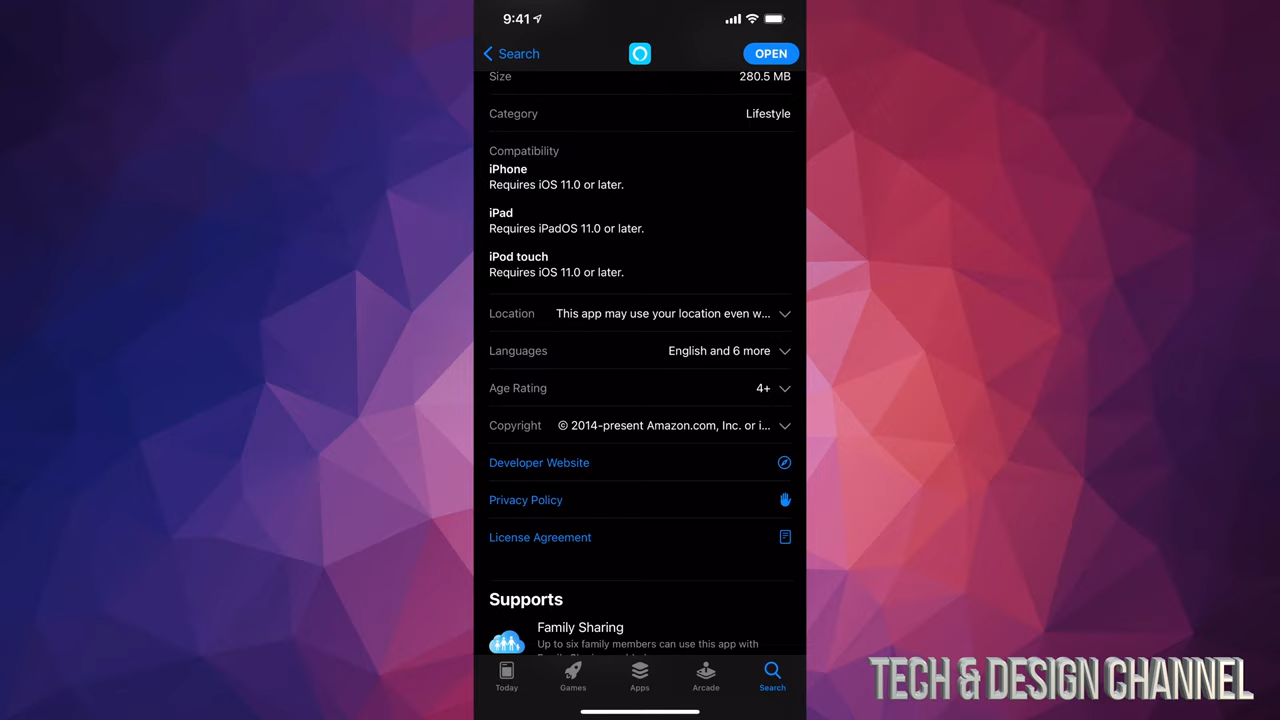 9:41
Search
OPEN
Size 280.5 MB
Category Lifestyle
Compatibility
iPhone
Requires iOS 11.0 or later.
iPad
Requires iPadOS 11.0 or later.
iPod touch
Requires iOS 11.0 or later.
Location This app may use your location even w...
Languages English and 6 more
Age Rating 4+
Copyright © 2014-present Amazon.com, Inc. or i...
Developer Website
Privacy Policy
License Agreement
Supports
Family Sharing
Up to six family members can use this app with
Today Games Apps Arcade Search
TECH & DESIGN CHANNEL